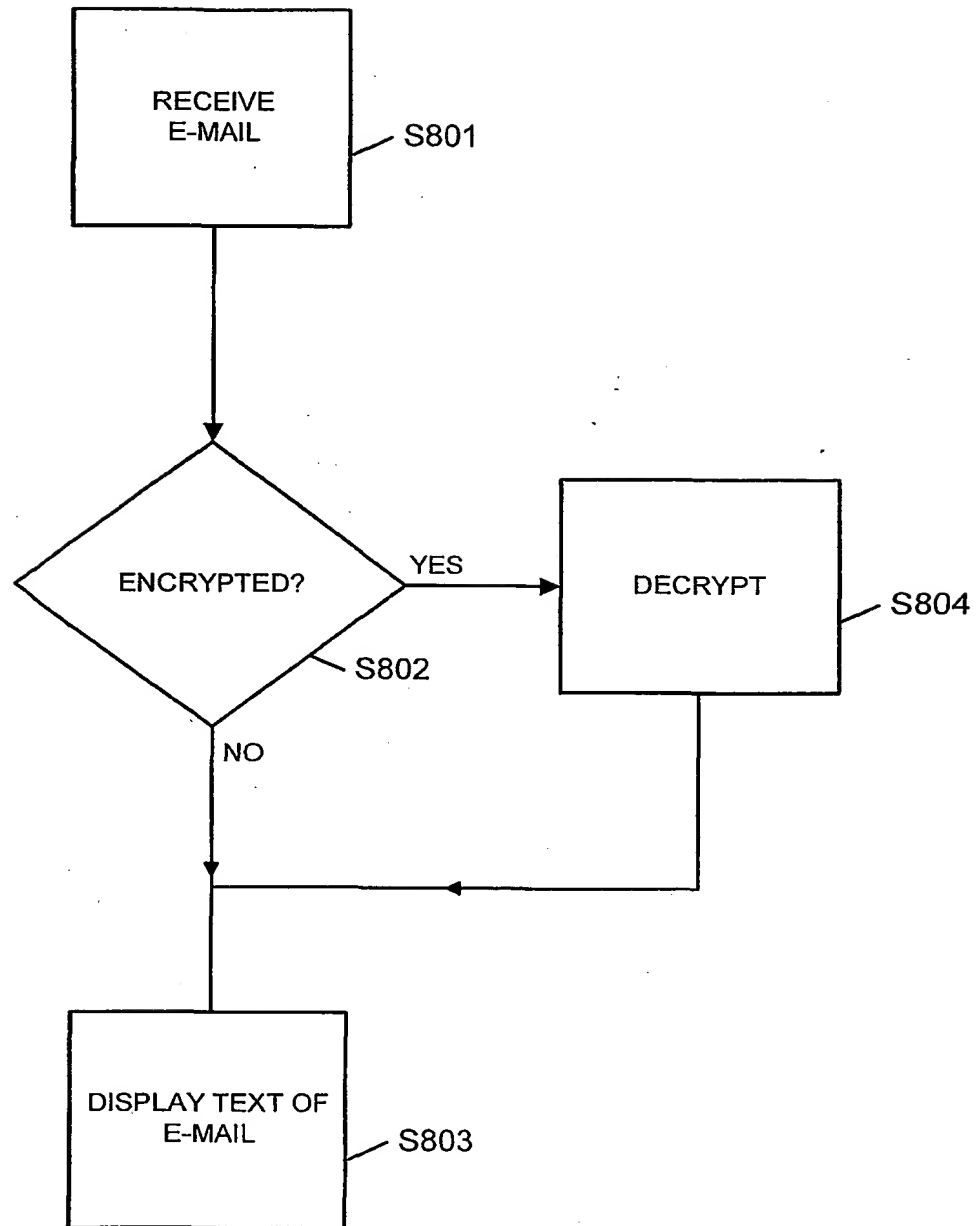 RECEIVE
E-MAIL
S801
ENCRYPTED?
YES
DECRYPT
S804
S802
NO
DISPLAY TEXT OF
E-MAIL
S803